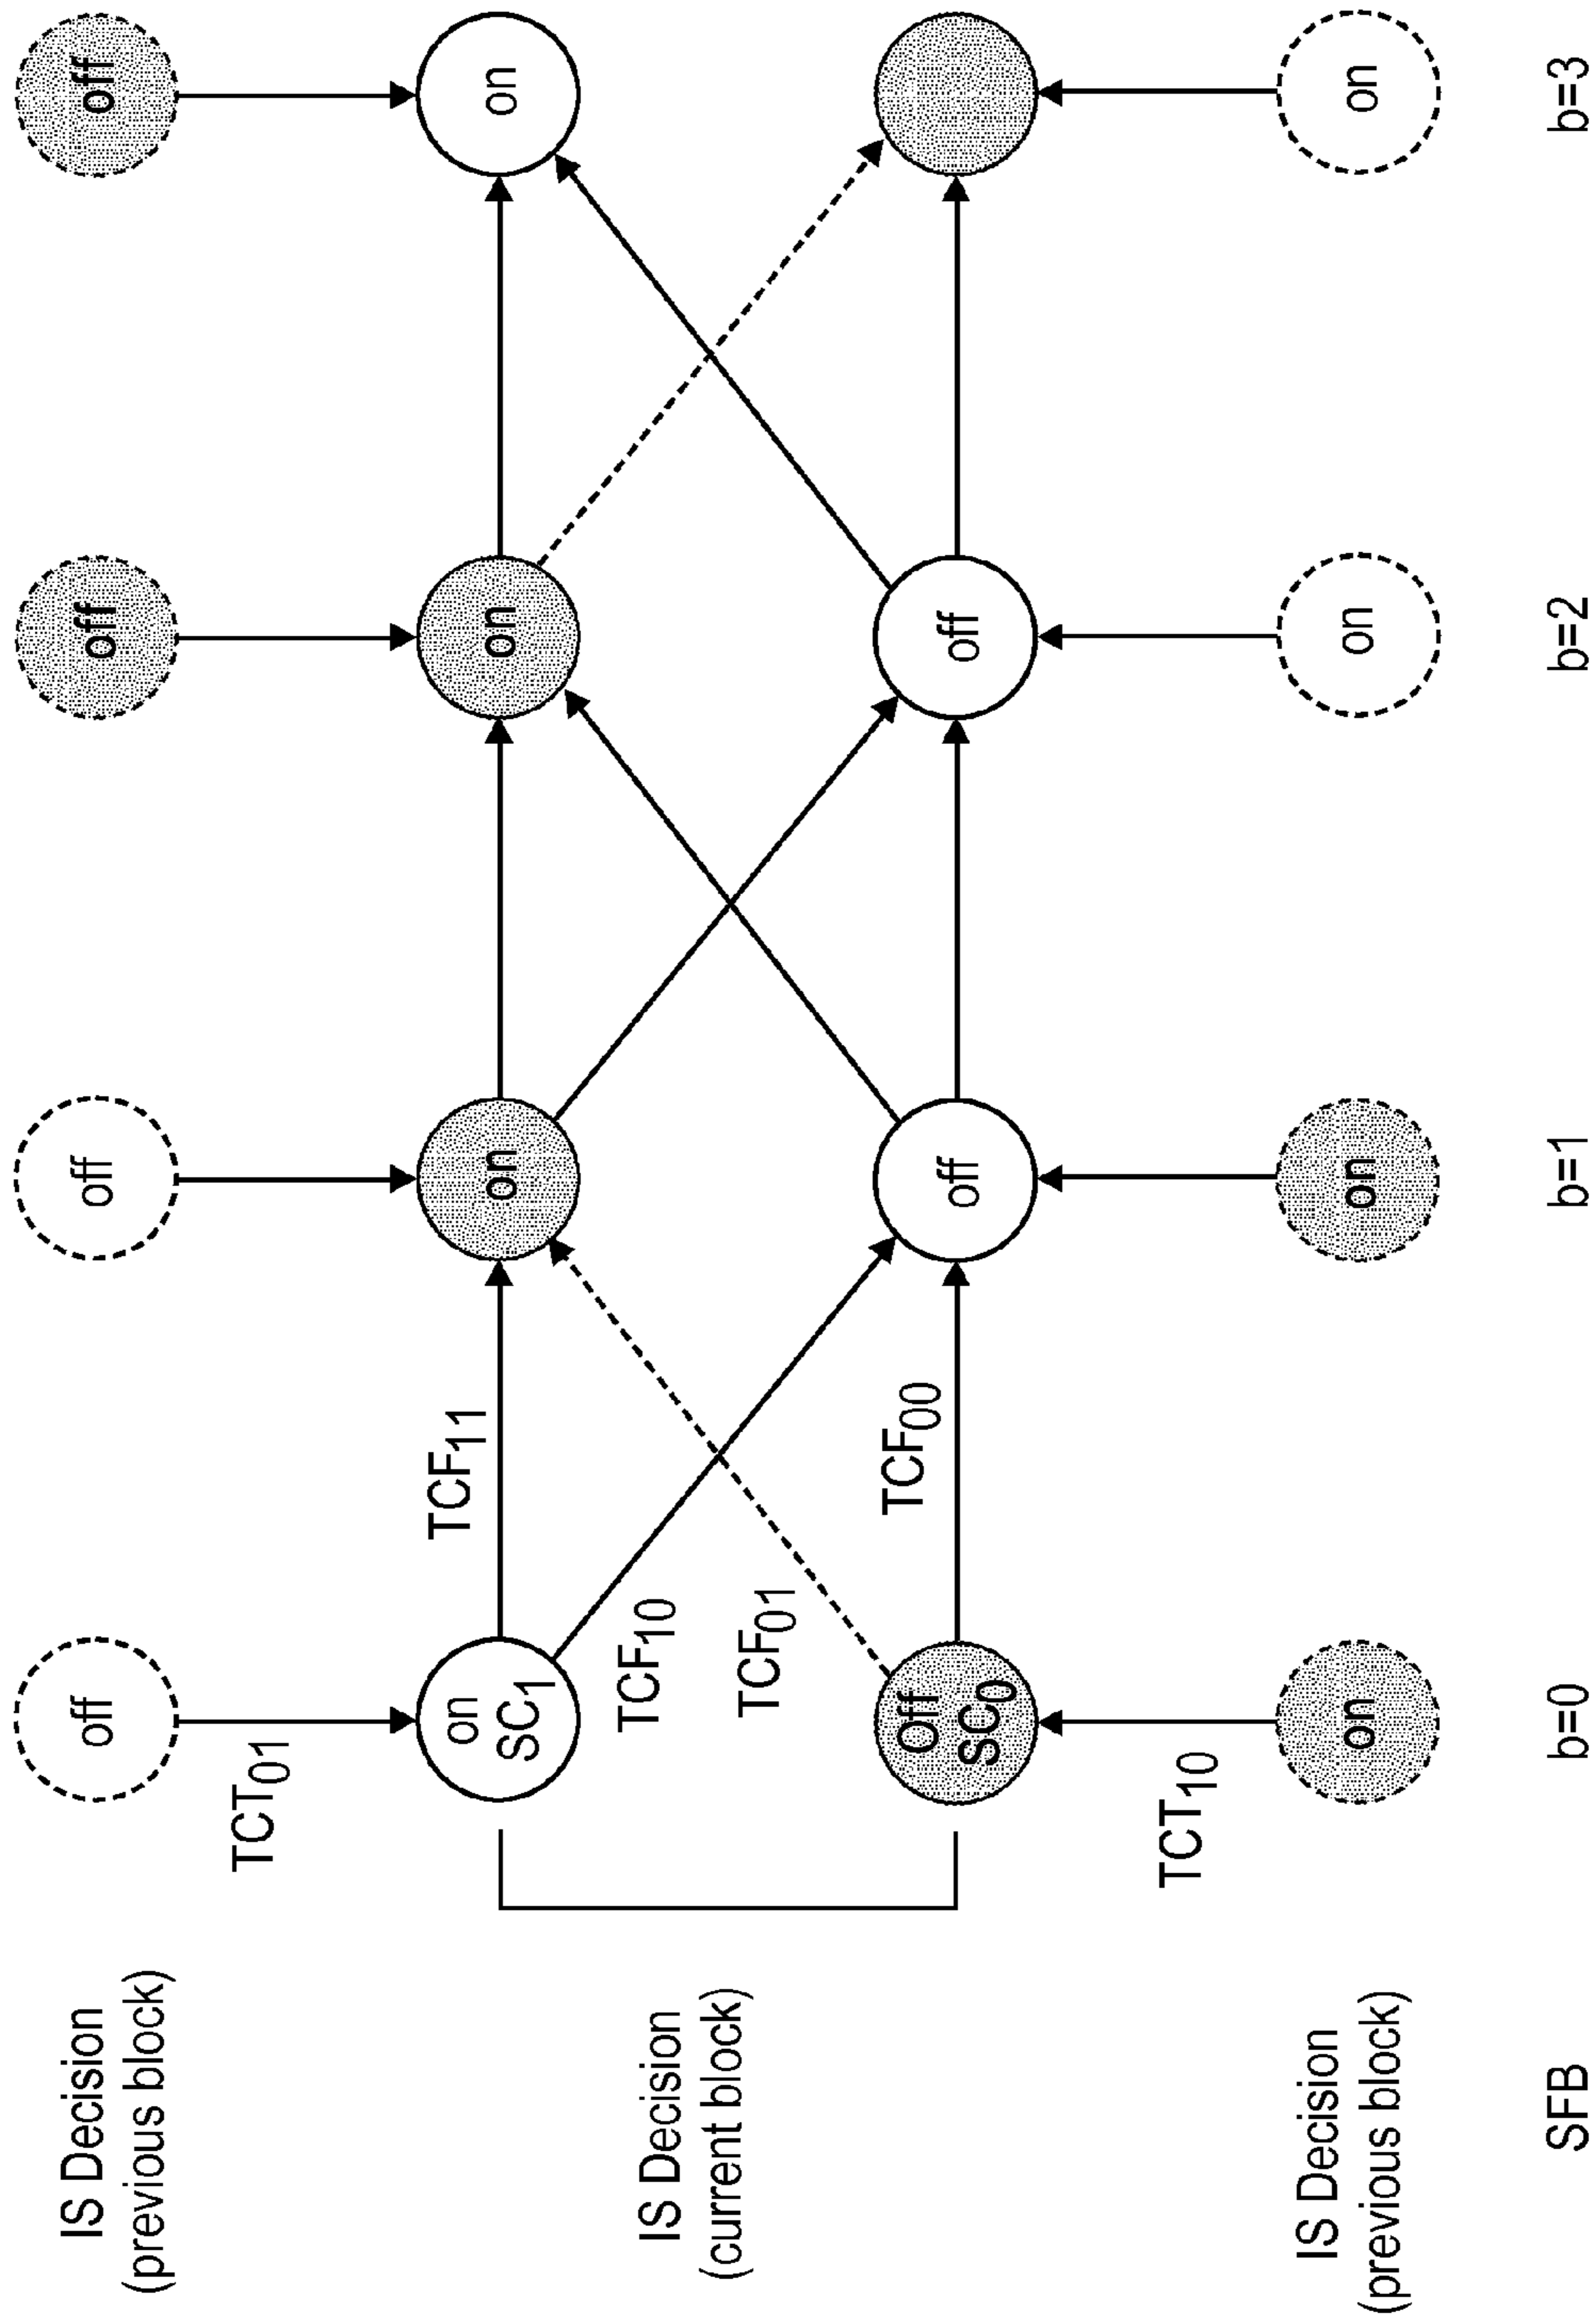 IS Decision
(previous block)
off
off
off
off
TCT01
IS Decision
(current block)
on
SC1
on
on
on
TCF11
TCF10
TCF01
TCF00
Off
SC0
off
off
TCT10
IS Decision
(previous block)
on
on
on
on
SFB
b=0
b=1
b=2
b=3